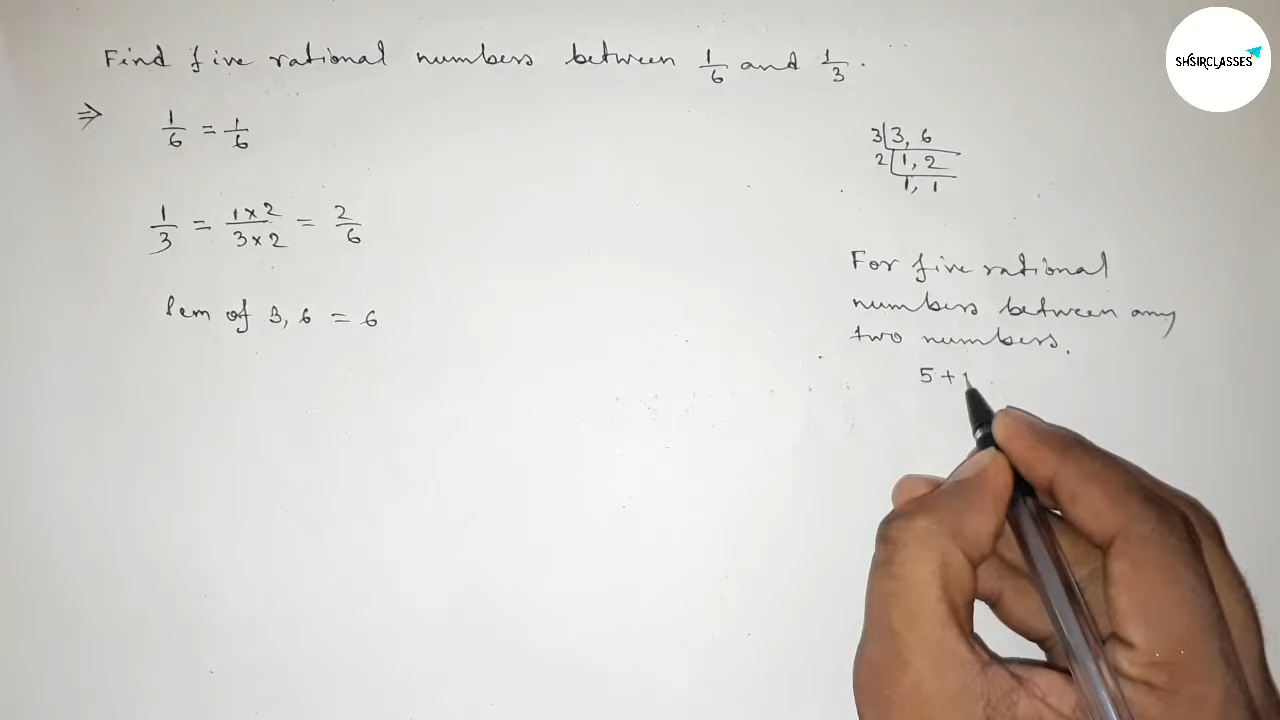 Find five rational numbers between 1/6 and 1/3.
⇒ 1/6 = 1/6
1/3 = 1×2/3×2 = 2/6
lcm of 3, 6 = 6
3|3, 6
2|1, 2
1, 1
For five rational
numbers between any
two numbers.
5+1
SHSIRCLASSES